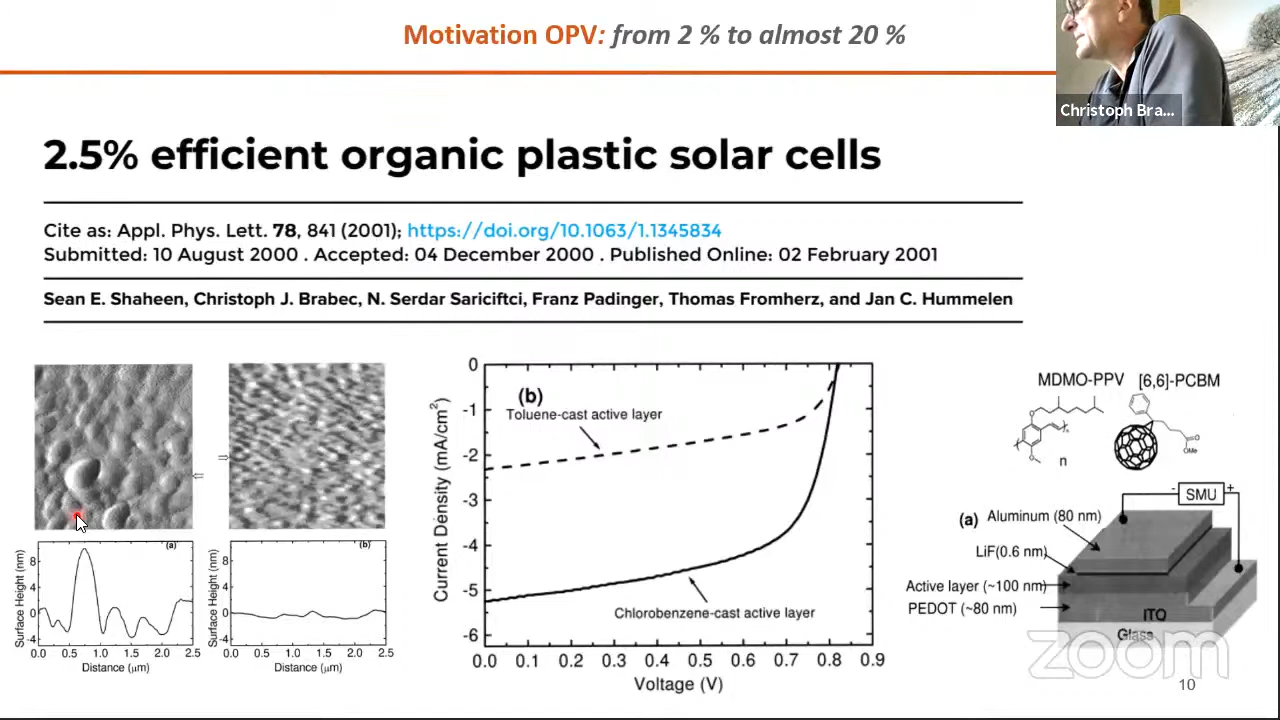 Motivation OPV: from 2 % to almost 20 %
Christoph Bra...
2.5% efficient organic plastic solar cells
Cite as: Appl. Phys. Lett. 78, 841 (2001); https://doi.org/10.1063/1.1345834
Submitted: 10 August 2000 . Accepted: 04 December 2000 . Published Online: 02 February 2001
Sean E. Shaheen, Christoph J. Brabec, N. Serdar Sariciftci, Franz Padinger, Thomas Fromherz, and Jan C. Hummelen
Surface Height (nm)
8
4
0
-4
(a)
0.0 0.5 1.0 1.5 2.0 2.5
Distance (μm)
Surface Height (nm)
8
4
0
-4
(b)
0.0 0.5 1.0 1.5 2.0 2.5
Distance (μm)
Current Density (mA/cm²)
0
-1
-2
-3
-4
-5
-6
(b)
Toluene-cast active layer
Chlorobenzene-cast active layer
0.0 0.1 0.2 0.3 0.4 0.5 0.6 0.7 0.8 0.9
Voltage (V)
MDMO-PPV [6,6]-PCBM
O
O
n
n
O
OMe
- SMU +
(a) Aluminum (80 nm)
LiF(0.6 nm)
Active layer (~100 nm)
PEDOT (~80 nm)
ITO
Glass
zoom
10